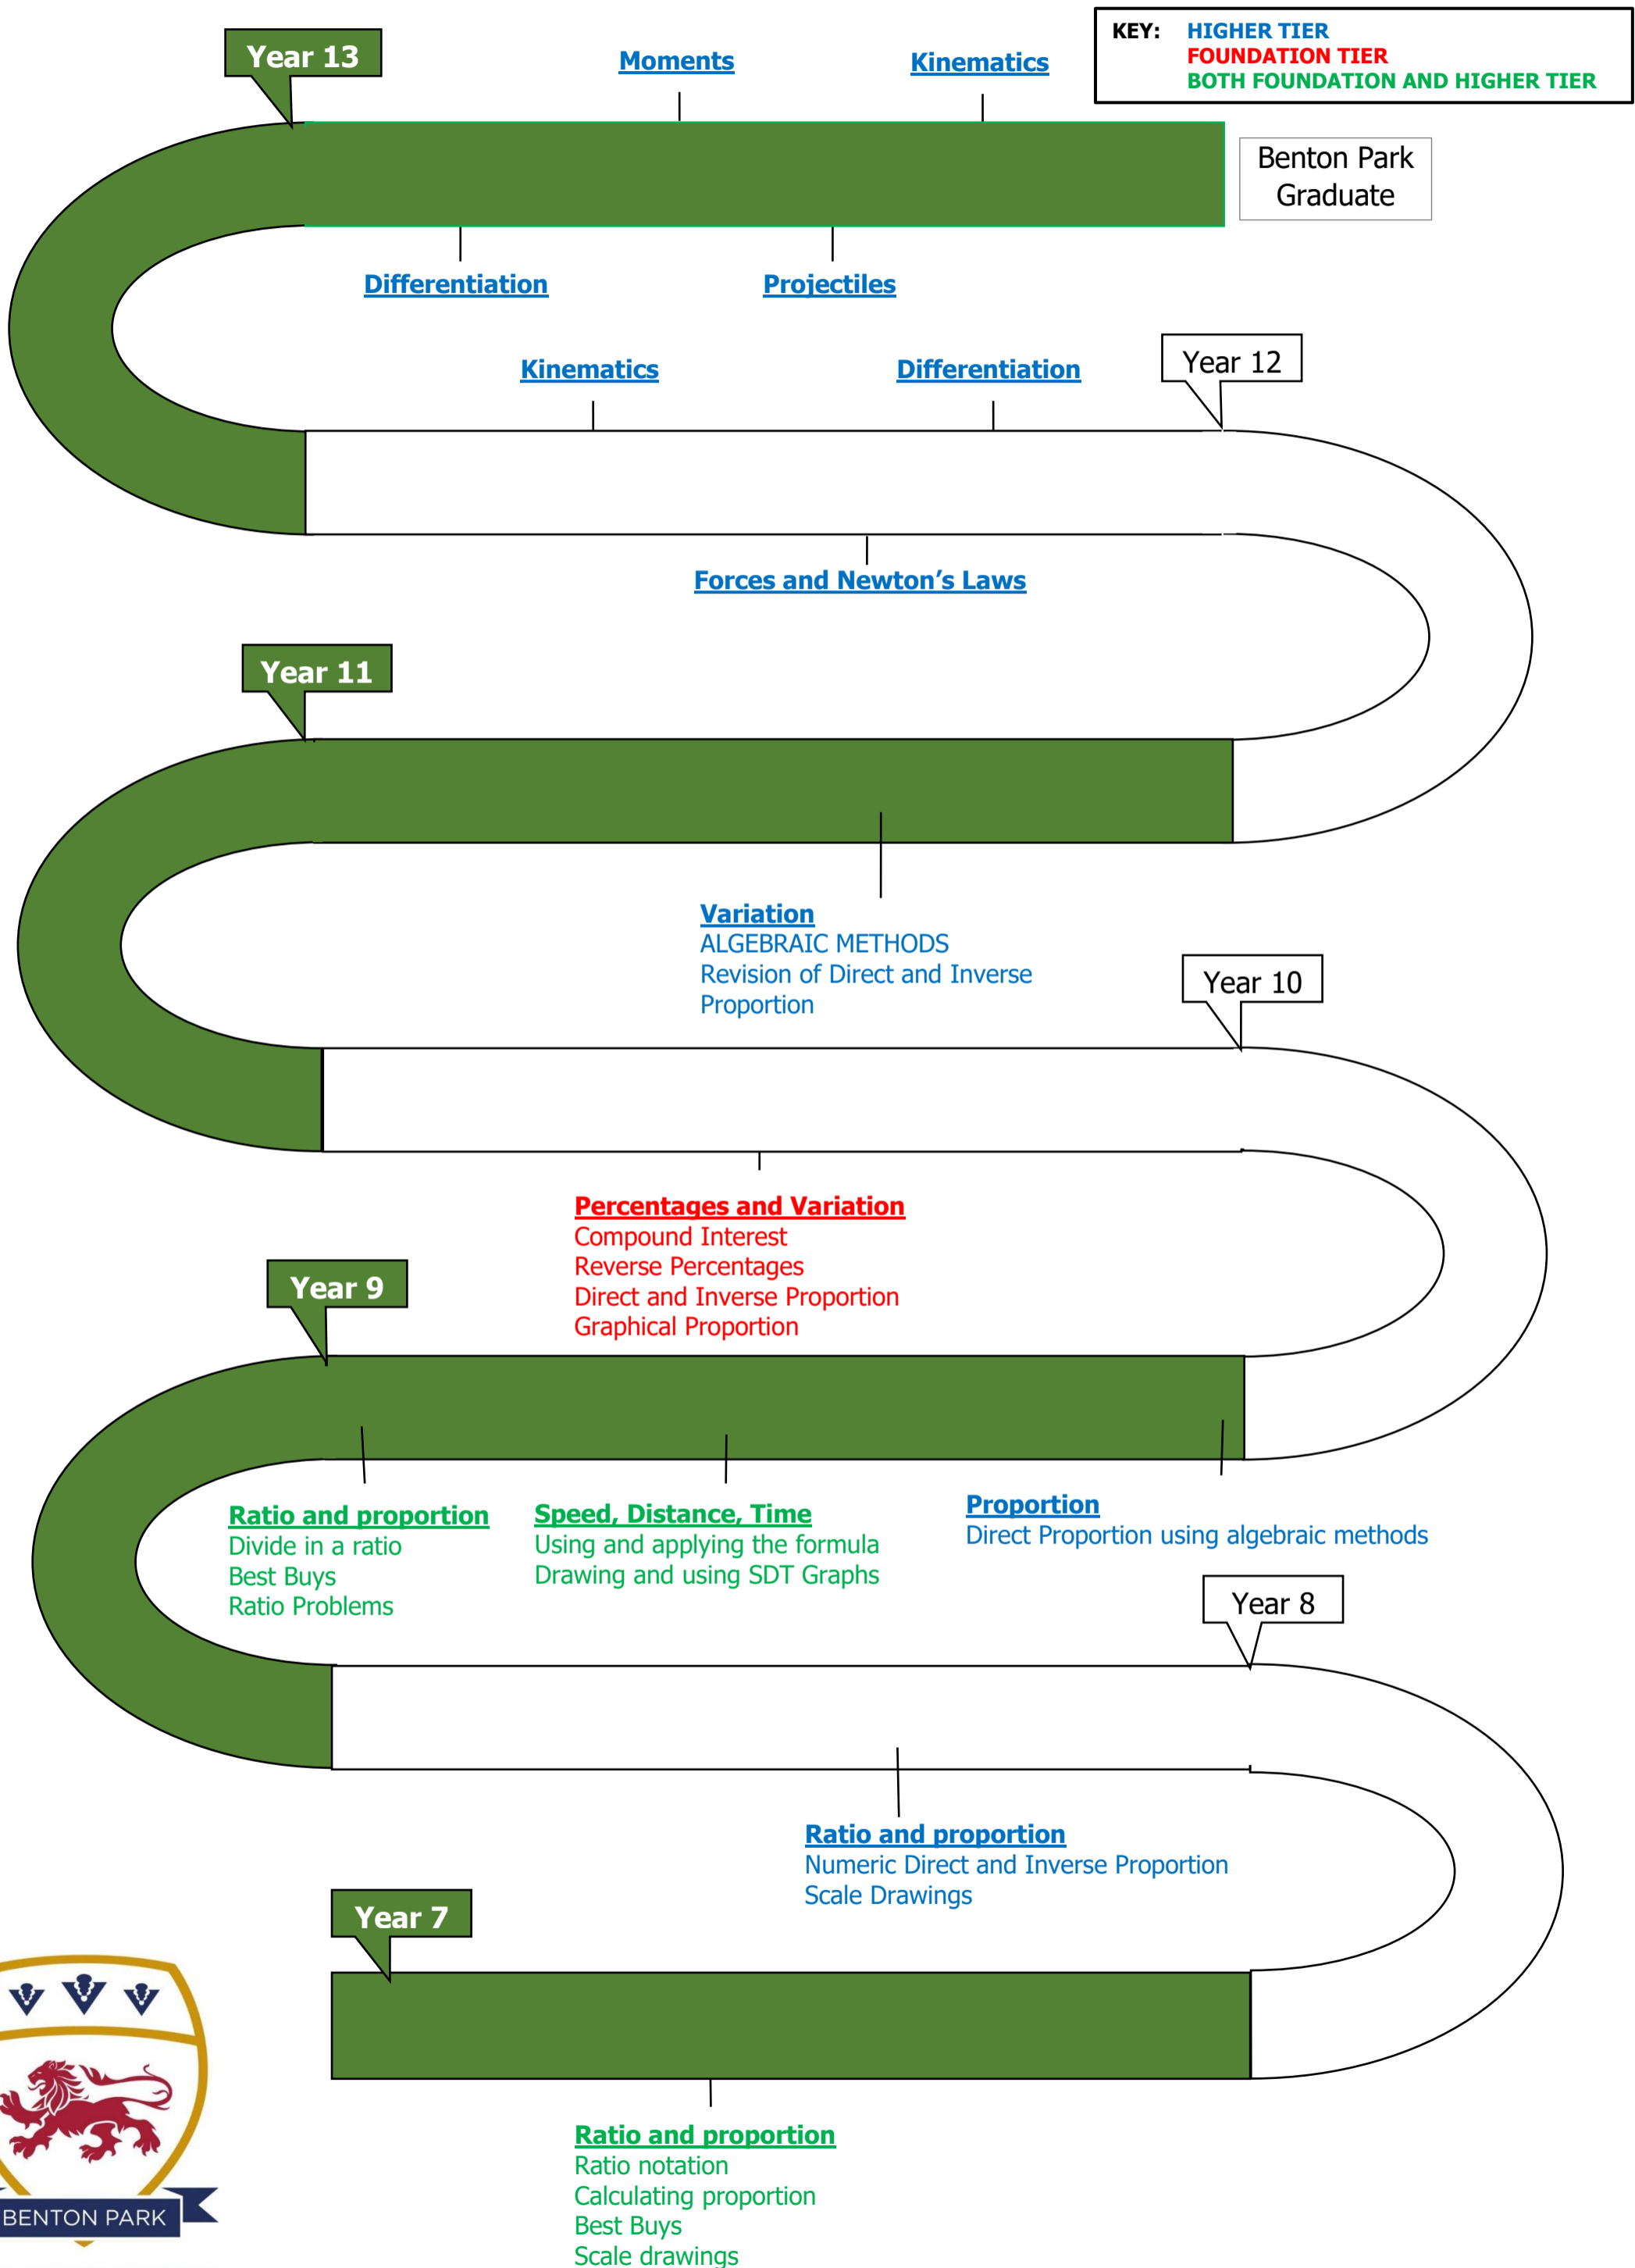 KEY: HIGHER TIER
FOUNDATION TIER
BOTH FOUNDATION AND HIGHER TIER
Year 13
Moments
Kinematics
Benton Park
Graduate
Differentiation
Projectiles
Kinematics
Differentiation
Year 12
Forces and Newton’s Laws
Year 11
Variation
ALGEBRAIC METHODS
Revision of Direct and Inverse
Proportion
Year 10
Percentages and Variation
Compound Interest
Reverse Percentages
Direct and Inverse Proportion
Graphical Proportion
Year 9
Ratio and proportion
Divide in a ratio
Best Buys
Ratio Problems
Speed, Distance, Time
Using and applying the formula
Drawing and using SDT Graphs
Proportion
Direct Proportion using algebraic methods
Year 8
Ratio and proportion
Numeric Direct and Inverse Proportion
Scale Drawings
Year 7
Ratio and proportion
Ratio notation
Calculating proportion
Best Buys
Scale drawings
BENTON PARK